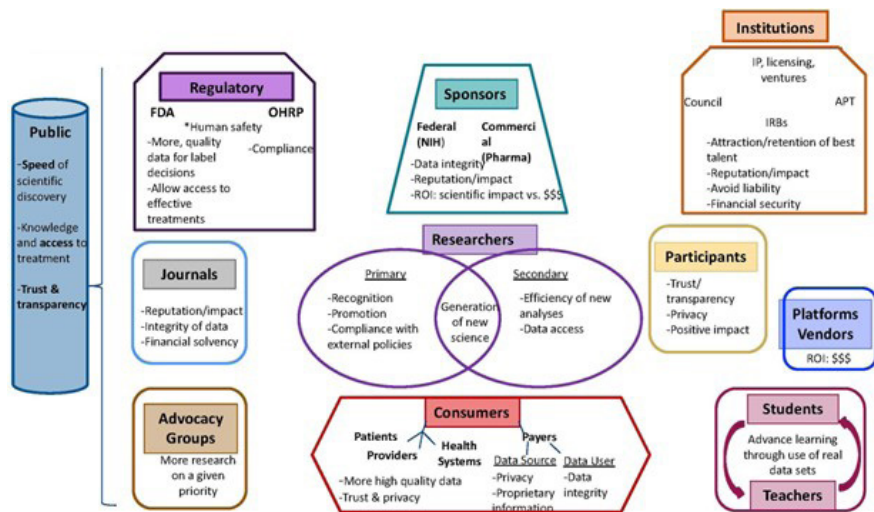 Public
-Speed of
scientific
discovery
-Knowledge
and access to
treatment
-Trust &
transparency
Regulatory
FDA
OHRP
*Human safety
-More, quality
data for label
decisions
-Allow access to
effective
treatments
-Compliance
Sponsors
Federal
(NIH)
Commerci
al
(Pharma)
-Data integrity
-Reputation/impact
-ROI: scientific impact vs. $$$
Institutions
IP, licensing,
ventures
Council
APT
IRBs
-Attraction/retention of best
talent
-Reputation/impact
-Avoid liability
-Financial security
Journals
-Reputation/impact
-Integrity of data
-Financial solvency
Researchers
Primary
-Recognition
-Promotion
-Compliance with
external policies
Generation
of new
science
Secondary
-Efficiency of new
analyses
-Data access
Participants
-Trust/
transparency
-Privacy
-Positive impact
Platforms
Vendors
ROI: $$$
Advocacy
Groups
More research
on a given
priority
Consumers
Patients
Providers
Health
Systems
Payers
-More high quality data
-Trust & privacy
Data Source
-Privacy
-Proprietary
information
Data User
-Data
integrity
Students
Advance learning
through use of real
data sets
Teachers